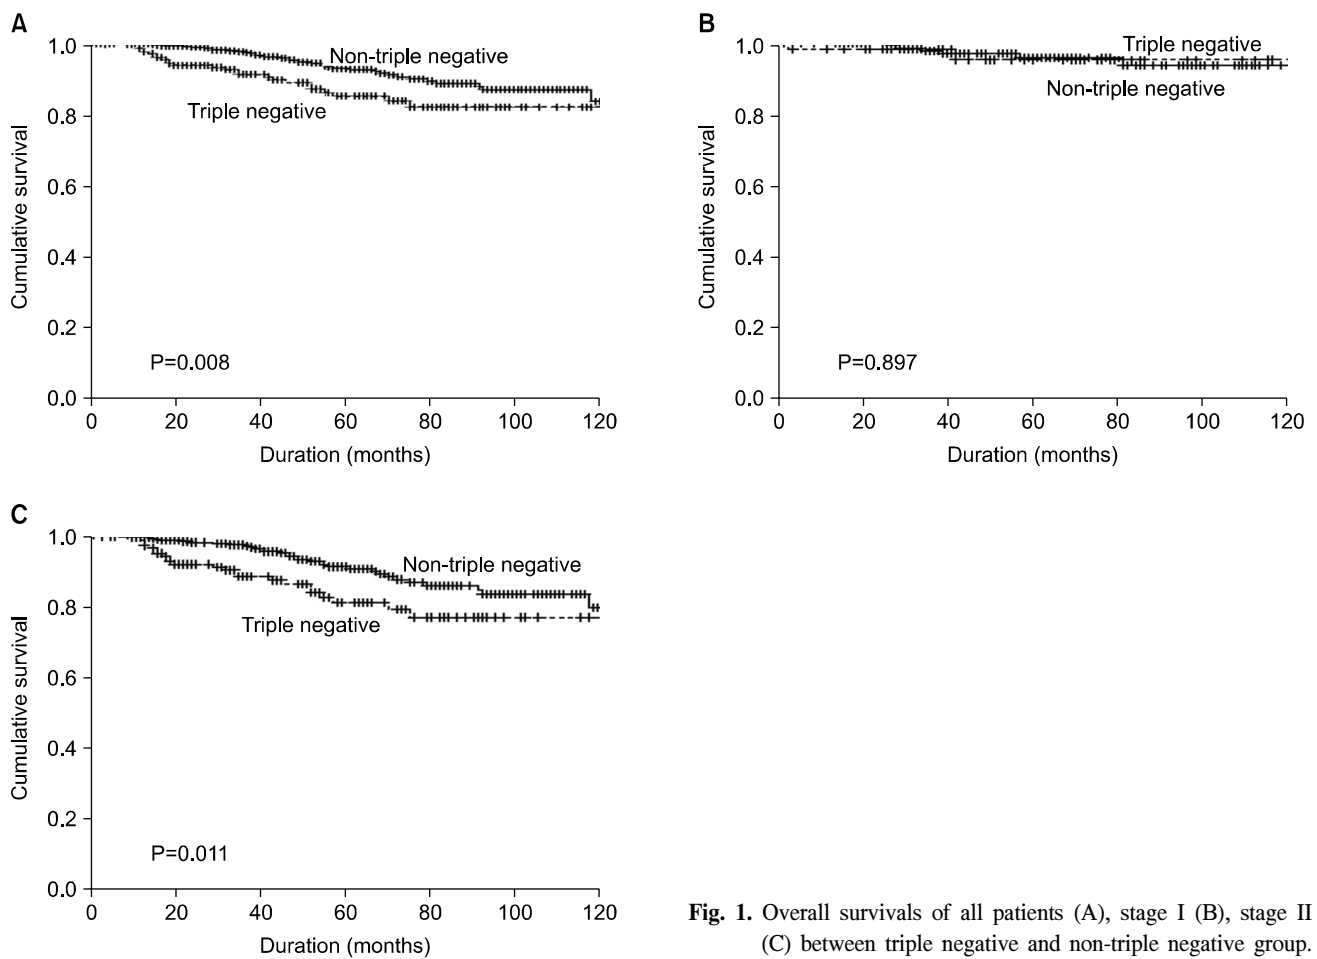 A
1.0
0.8
0.6
0.4
0.2
0.0
Cumulative survival
Non-triple negative
Triple negative
P=0.008
0 20 40 60 80 100 120
Duration (months)
B
1.0
0.8
0.6
0.4
0.2
0.0
Cumulative survival
Triple negative
Non-triple negative
P=0.897
0 20 40 60 80 100 120
Duration (months)
C
1.0
0.8
0.6
0.4
0.2
0.0
Cumulative survival
Non-triple negative
Triple negative
P=0.011
0 20 40 60 80 100 120
Duration (months)
Fig. 1. Overall survivals of all patients (A), stage I (B), stage II
(C) between triple negative and non-triple negative group.